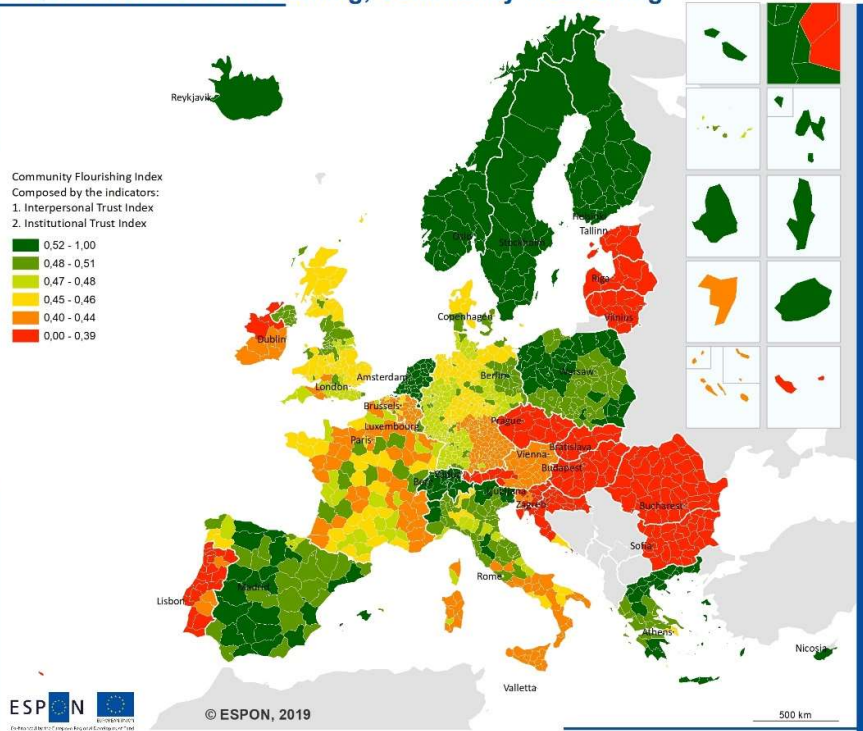 Reykjavik
Community Flourishing Index
Composed by the indicators:
1. Interpersonal Trust Index
2. Institutional Trust Index
0,52 - 1,00
0,48 - 0,51
0,47 - 0,48
0,45 - 0,46
0,40 - 0,44
0,00 - 0,39
Oslo
Stockholm
Tallinn
Riga
Vilnius
Copenhagen
Dublin
London
Amsterdam
Berlin
Warsaw
Brussels
Luxembourg
Prague
Paris
Bratislava
Vienna
Budapest
Zagreb
Bucharest
Sofia
Madrid
Rome
Lisbon
Athens
Nicosia
Valletta
ESPON
© ESPON, 2019
500 km